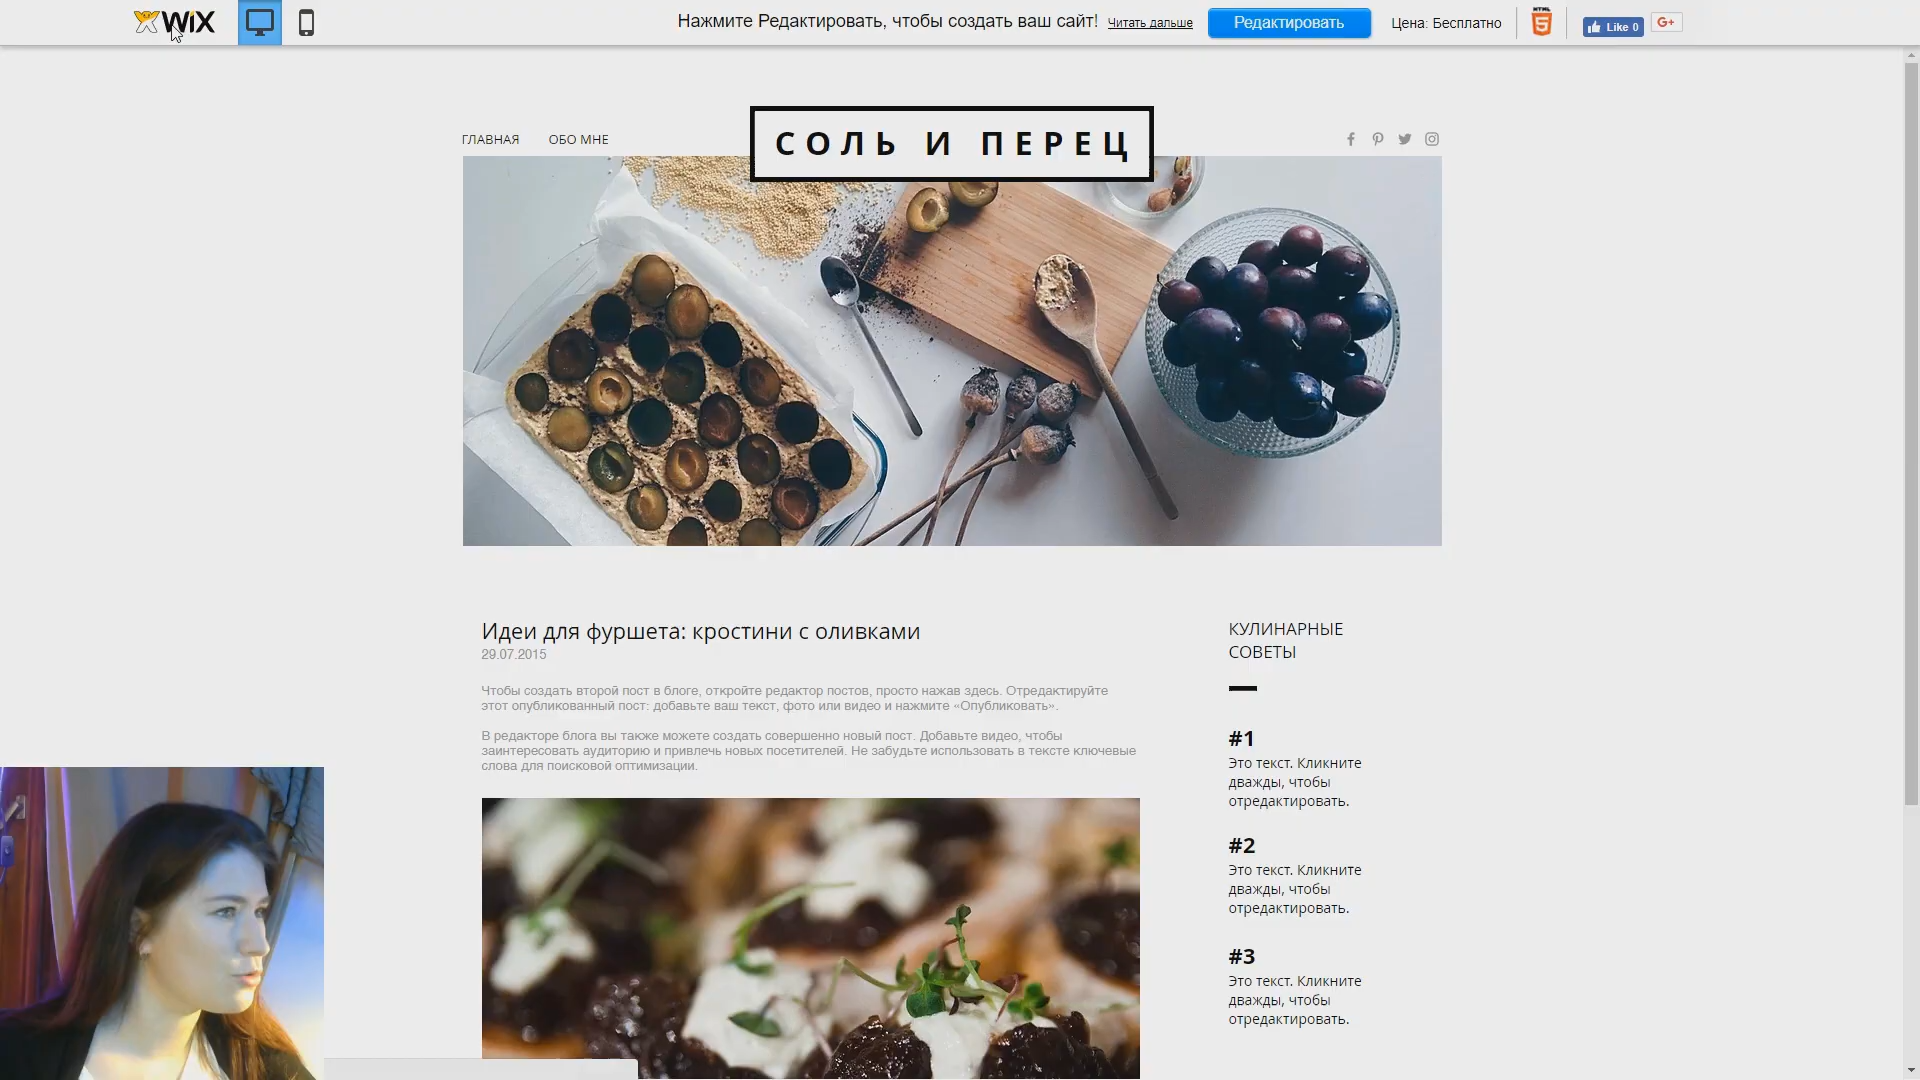 WiX
Нажмите Редактировать, чтобы создать ваш сайт! Читать дальше
Редактировать
Цена: Бесплатно
HTML
5
Like 0
G+
ГЛАВНАЯ
ОБО МНЕ
СОЛЬ И ПЕРЕЦ
Идеи для фуршета: кростини с оливками
29.07.2015
Чтобы создать второй пост в блоге, откройте редактор постов, просто нажав здесь. Отредактируйте
этот опубликованный пост: добавьте ваш текст, фото или видео и нажмите «Опубликовать».
В редакторе блога вы также можете создать совершенно новый пост. Добавьте видео, чтобы
заинтересовать аудиторию и привлечь новых посетителей. Не забудьте использовать в тексте ключевые
слова для поисковой оптимизации.
КУЛИНАРНЫЕ
СОВЕТЫ
#1
Это текст. Кликните
дважды, чтобы
отредактировать.
#2
Это текст. Кликните
дважды, чтобы
отредактировать.
#3
Это текст. Кликните
дважды, чтобы
отредактировать.